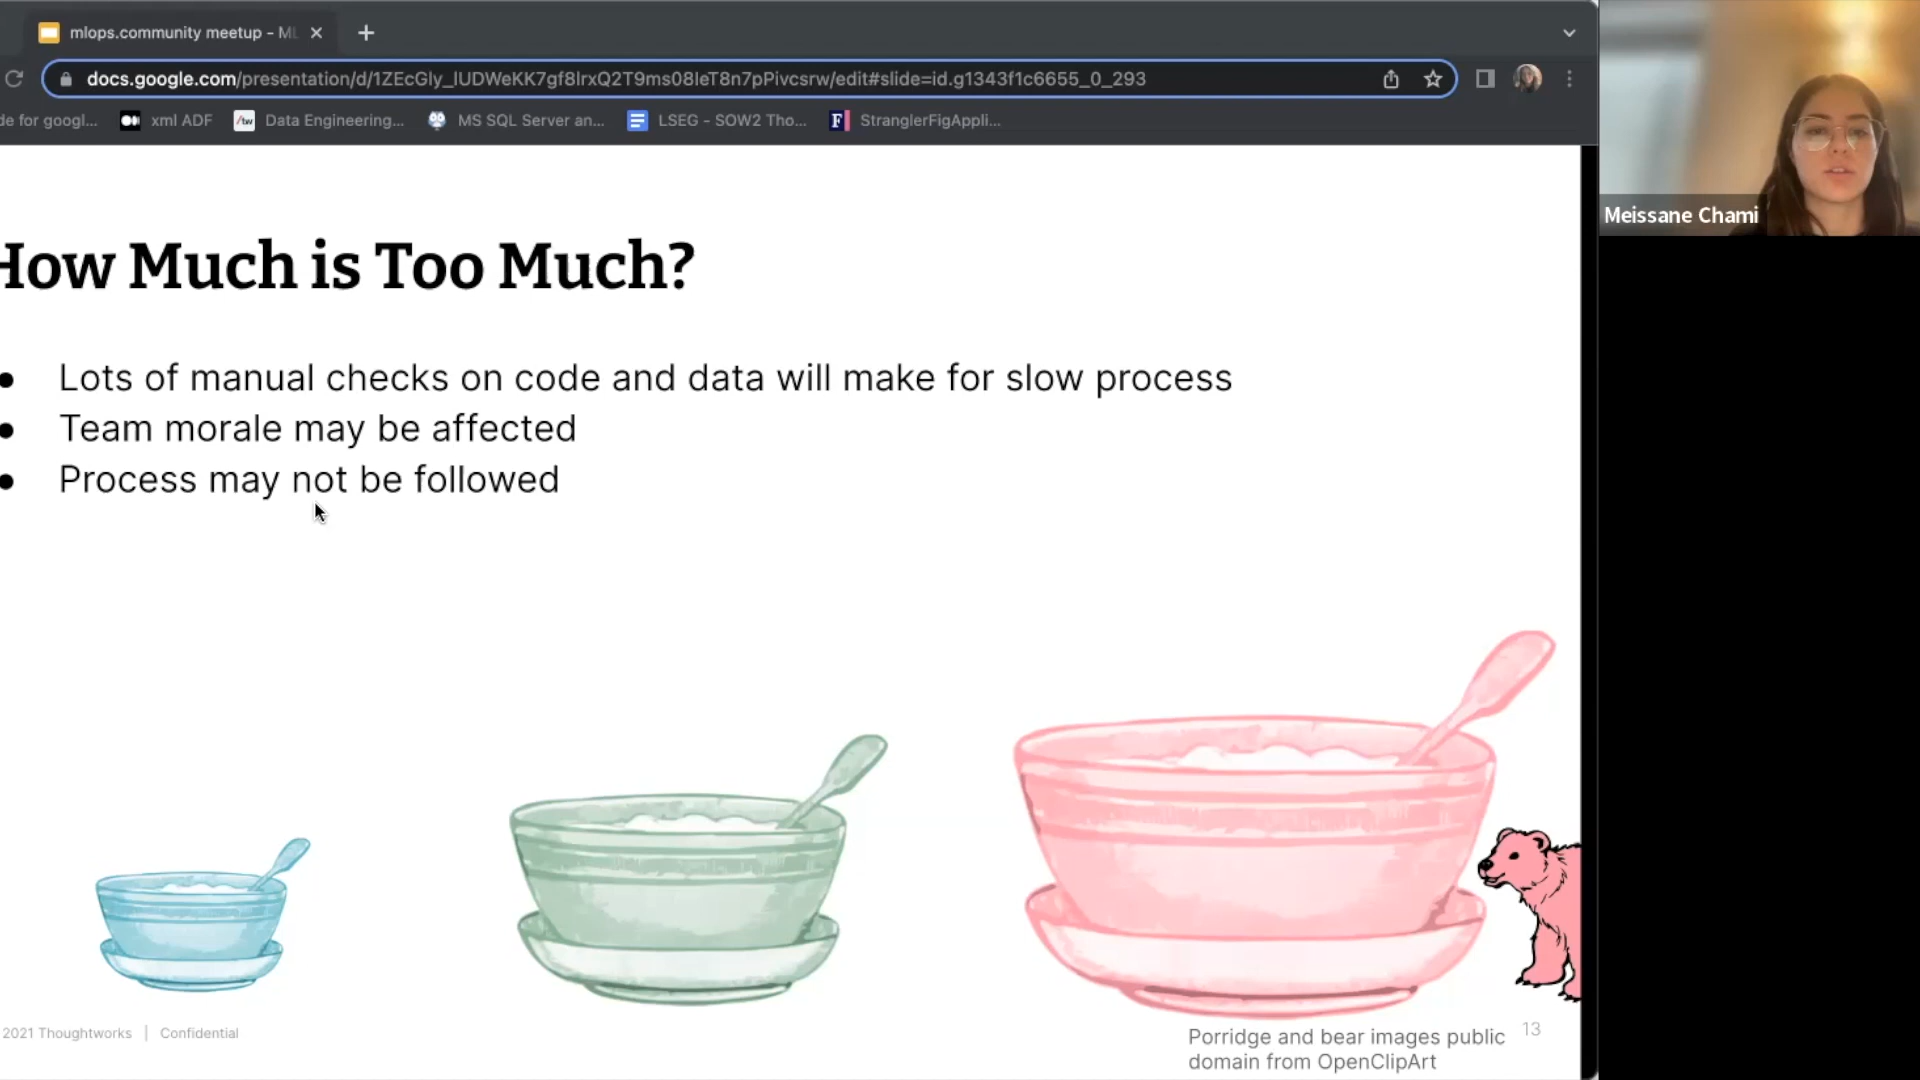 mlops.community meetup - ML
docs.google.com/presentation/d/1ZEcGly_lUDWeKK7gf8lrxQ2T9ms08leT8n7pPivcsrw/edit#slide=id.g1343f1c6655_0_293
de for googl...
xml ADF
/tw
Data Engineering...
MS SQL Server an...
LSEG - SOW2 Tho...
F
StranglerFigAppli...
Meissane Chami
How Much is Too Much?
● Lots of manual checks on code and data will make for slow process
● Team morale may be affected
● Process may not be followed
2021 Thoughtworks | Confidential
Porridge and bear images public
domain from OpenClipArt
13